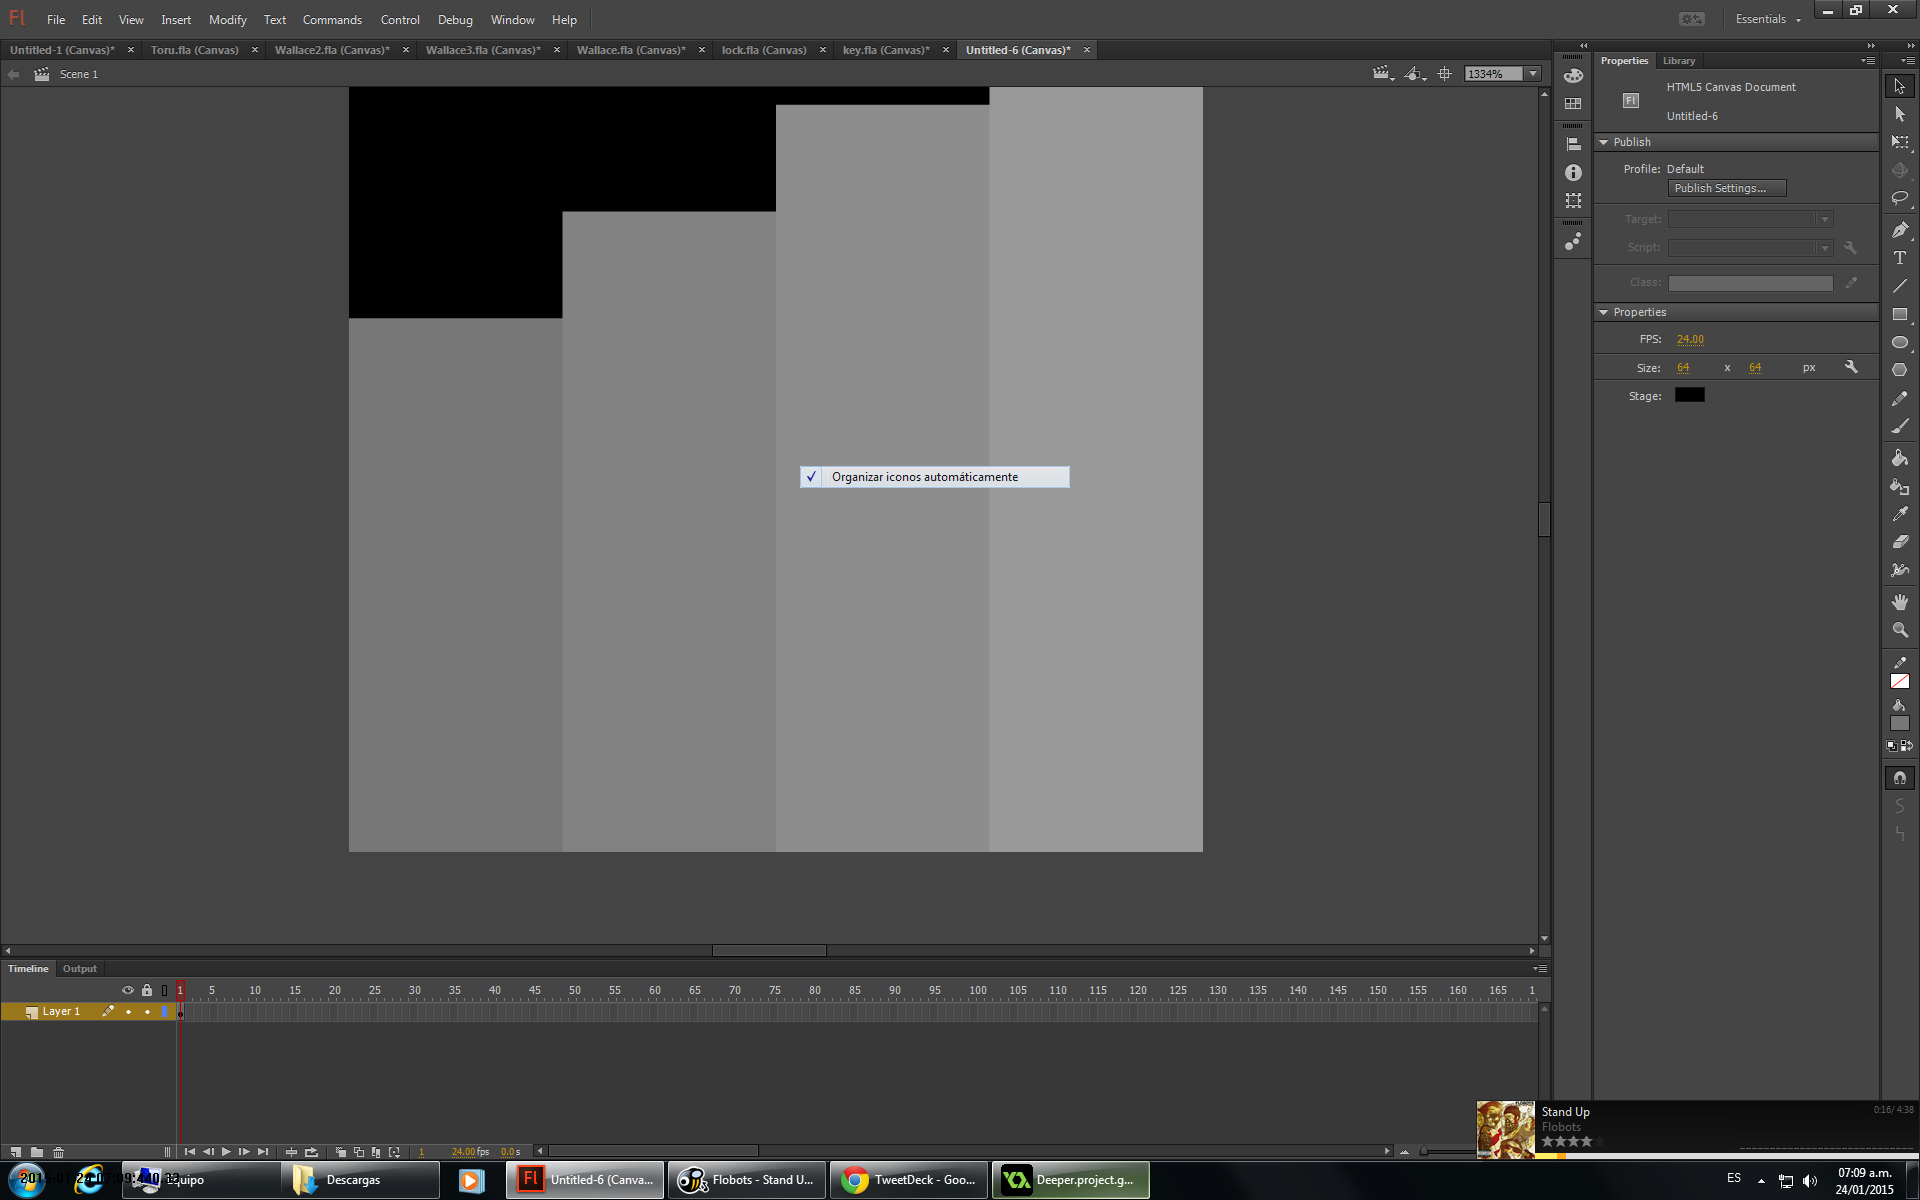 Fl File Edit View Insert Modify Text Commands Control Debug Window Help Essentials
Untitled-1 (Canvas)* Toru.fla (Canvas) Wallace2.fla (Canvas)* Wallace3.fla (Canvas)* Wallace.fla (Canvas)* lock.fla (Canvas) key.fla (Canvas)* Untitled-6 (Canvas)*
Scene 1 1334%
Properties Library
HTML5 Canvas Document
Fl
Untitled-6
Publish
Profile: Default
Publish Settings...
Target:
Script:
Class:
Properties
FPS: 24.00
Size: 64 x 64 px
Stage:
T
Organizar iconos automáticamente
Timeline Output
1 5 10 15 20 25 30 35 40 45 50 55 60 65 70 75 80 85 90 95 100 105 110 115 120 125 130 135 140 145 150 155 160 165 1
Layer 1
1 24.00 fps 0.0 s
Stand Up 0:16/ 4:38
Flobots
Equipo Descargas Fl Untitled-6 (Canva... Flobots - Stand U... TweetDeck - Goo... Deeper.project.g... ES 07:09 a.m.
24/01/2015